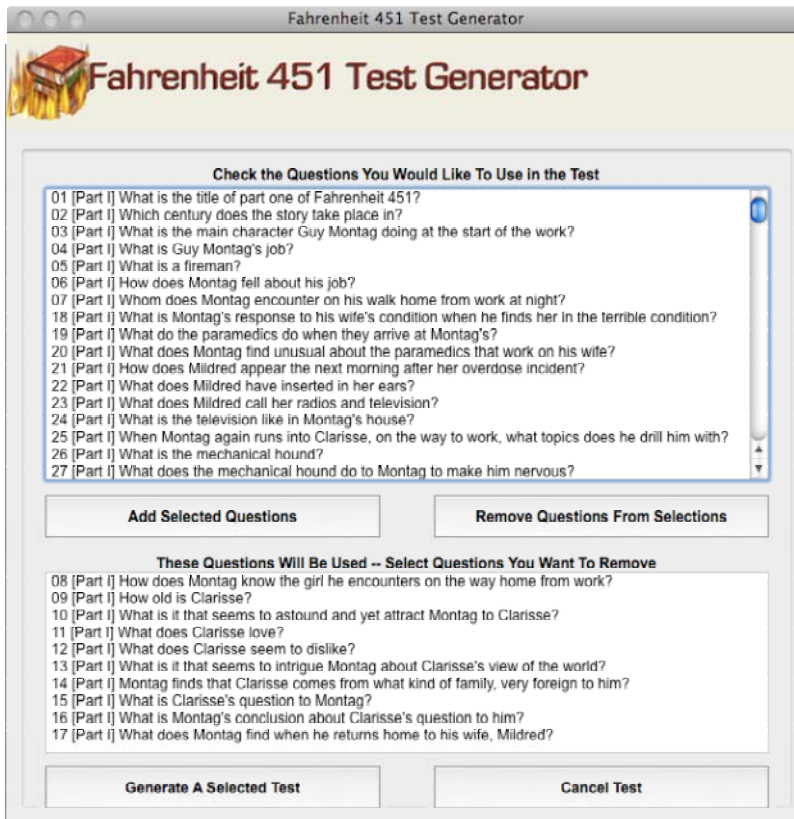 Fahrenheit 451 Test Generator
Fahrenheit 451 Test Generator
Check the Questions You Would Like To Use in the Test
01 [Part I] What is the title of part one of Fahrenheit 451?
02 [Part I] Which century does the story take place in?
03 [Part I] What is the main character Guy Montag doing at the start of the work?
04 [Part I] What is Guy Montag's job?
05 [Part I] What is a fireman?
06 [Part I] How does Montag fell about his job?
07 [Part I] Whom does Montag encounter on his walk home from work at night?
18 [Part I] What is Montag's response to his wife's condition when he finds her in the terrible condition?
19 [Part I] What do the paramedics do when they arrive at Montag's?
20 [Part I] What does Montag find unusual about the paramedics that work on his wife?
21 [Part I] How does Mildred appear the next morning after her overdose incident?
22 [Part I] What does Mildred have inserted in her ears?
23 [Part I] What does Mildred call her radios and television?
24 [Part I] What is the television like in Montag's house?
25 [Part I] When Montag again runs into Clarisse, on the way to work, what topics does he drill him with?
26 [Part I] What is the mechanical hound?
27 [Part I] What does the mechanical hound do to Montag to make him nervous?
Add Selected Questions
Remove Questions From Selections
These Questions Will Be Used -- Select Questions You Want To Remove
08 [Part I] How does Montag know the girl he encounters on the way home from work?
09 [Part I] How old is Clarisse?
10 [Part I] What is it that seems to astound and yet attract Montag to Clarisse?
11 [Part I] What does Clarisse love?
12 [Part I] What does Clarisse seem to dislike?
13 [Part I] What is it that seems to intrigue Montag about Clarisse's view of the world?
14 [Part I] Montag finds that Clarisse comes from what kind of family, very foreign to him?
15 [Part I] What is Clarisse's question to Montag?
16 [Part I] What is Montag's conclusion about Clarisse's question to him?
17 [Part I] What does Montag find when he returns home to his wife, Mildred?
Generate A Selected Test
Cancel Test